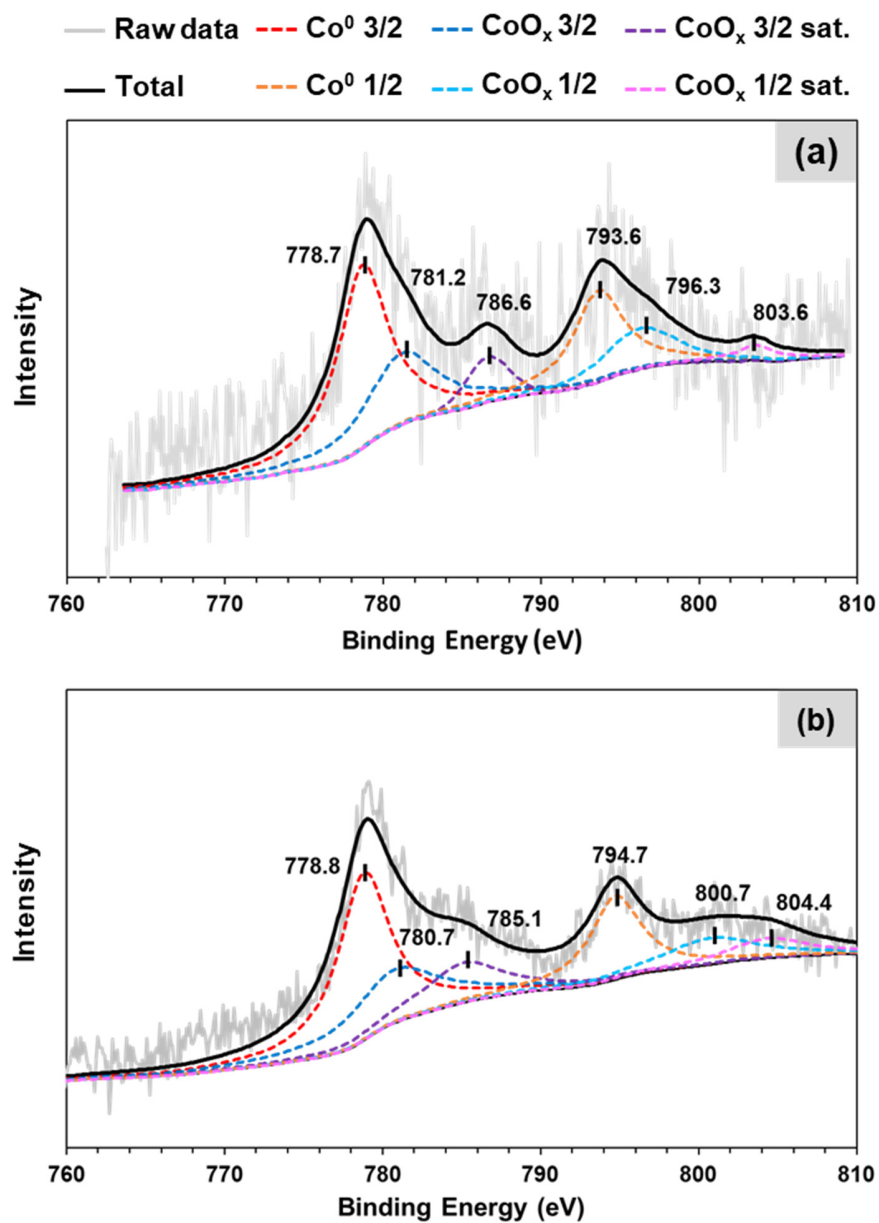 Raw data Co⁰ 3/2 CoOₓ 3/2 CoOₓ 3/2 sat.
Total Co⁰ 1/2 CoOₓ 1/2 CoOₓ 1/2 sat.
(a)
778.7
781.2
786.6
793.6
796.3
803.6
Intensity
760 770 780 790 800 810
Binding Energy (eV)
(b)
778.8
780.7
785.1
794.7
800.7
804.4
Intensity
760 770 780 790 800 810
Binding Energy (eV)